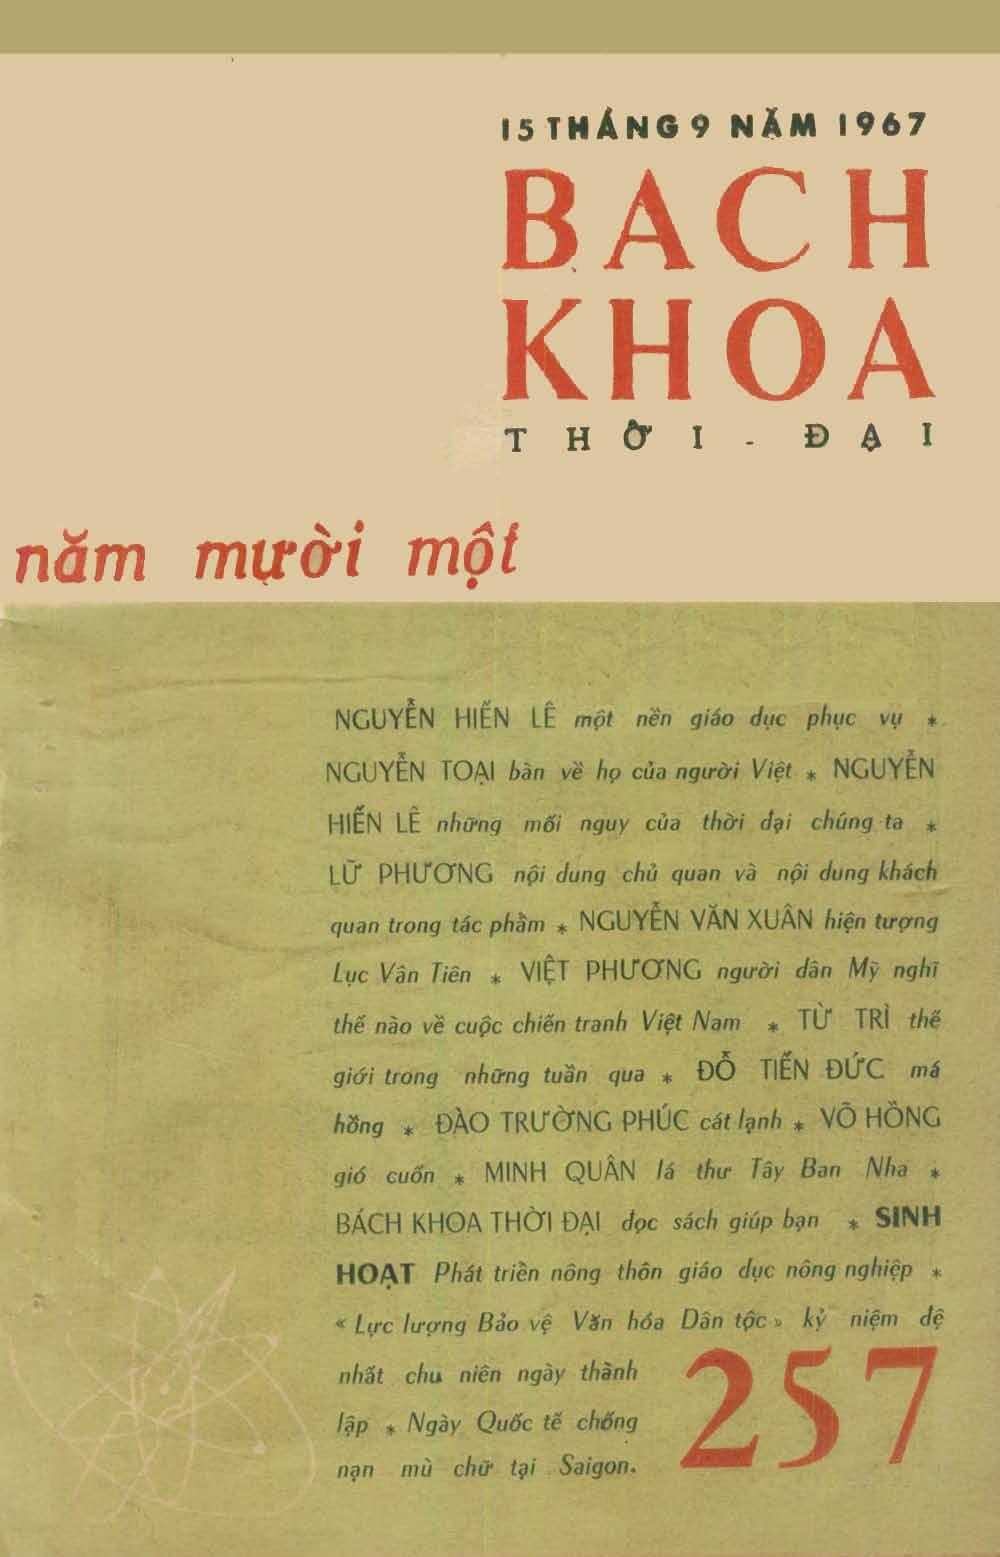 15 THÁNG 9 NĂM 1967
BACH
KHOA
THỜI - ĐẠI
năm mười một
NGUYỄN HIẾN LÊ một nền giáo dục phục vụ *
NGUYỄN TOẠI bàn về họ của người Việt * NGUYỄN
HIẾN LÊ những mối nguy của thời đại chúng ta *
LỮ PHƯƠNG nội dung chủ quan và nội dung khách
quan trong tác phẩm * NGUYỄN VĂN XUÂN hiện tượng
Lục Vân Tiên * VIỆT PHƯƠNG người dân Mỹ nghĩ
thế nào về cuộc chiến tranh Việt Nam * TỪ TRÌ thế
giới trong những tuần qua * ĐỖ TIẾN ĐỨC má
hồng * ĐÀO TRƯỜNG PHÚC cát lạnh * VÕ HỒNG
gió cuốn * MINH QUÂN lá thư Tây Ban Nha *
BÁCH KHOA THỜI ĐẠI đọc sách giúp bạn * SINH
HOẠT Phát triển nông thôn giáo dục nông nghiệp *
« Lực lượng Bảo vệ Văn hóa Dân tộc » kỷ niệm đệ
nhất chu niên ngày thành
lập * Ngày Quốc tế chống
nạn mù chữ tại Saigon.
257